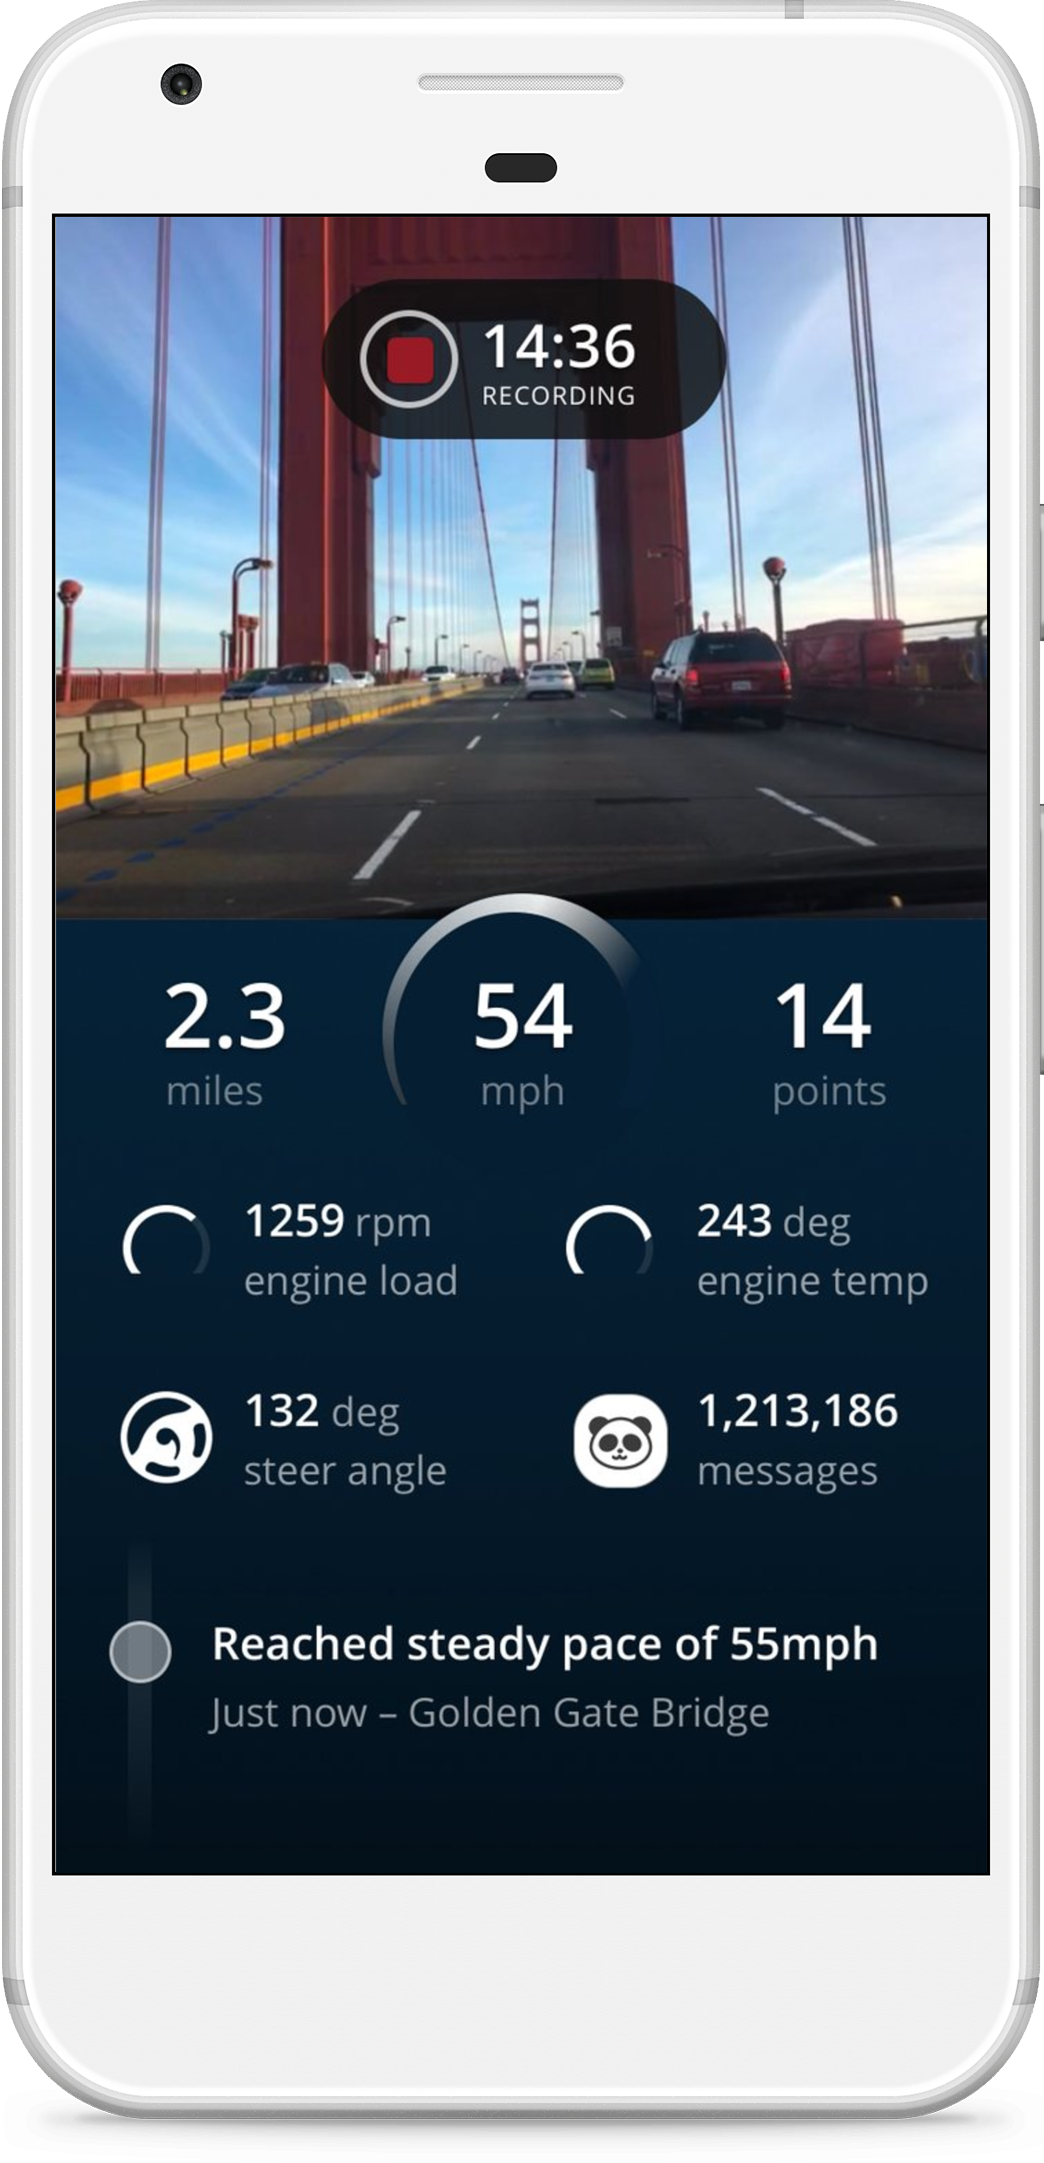 14:36
RECORDING
2.3
miles
54
mph
14
points
1259 rpm
engine load
243 deg
engine temp
132 deg
steer angle
1,213,186
messages
Reached steady pace of 55mph
Just now – Golden Gate Bridge